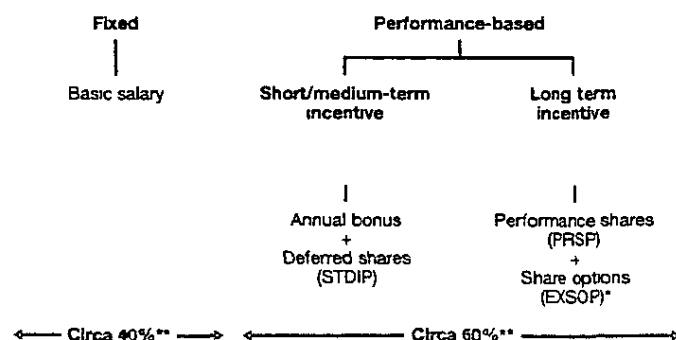 Fixed
Performance-based
Basic salary
Short/medium-term
incentive
Long term
incentive
Annual bonus
+
Deferred shares
(STDIP)
Performance shares
(PRSP)
+
Share options
(EXSOP)*
Circa 40%**
Circa 60%**